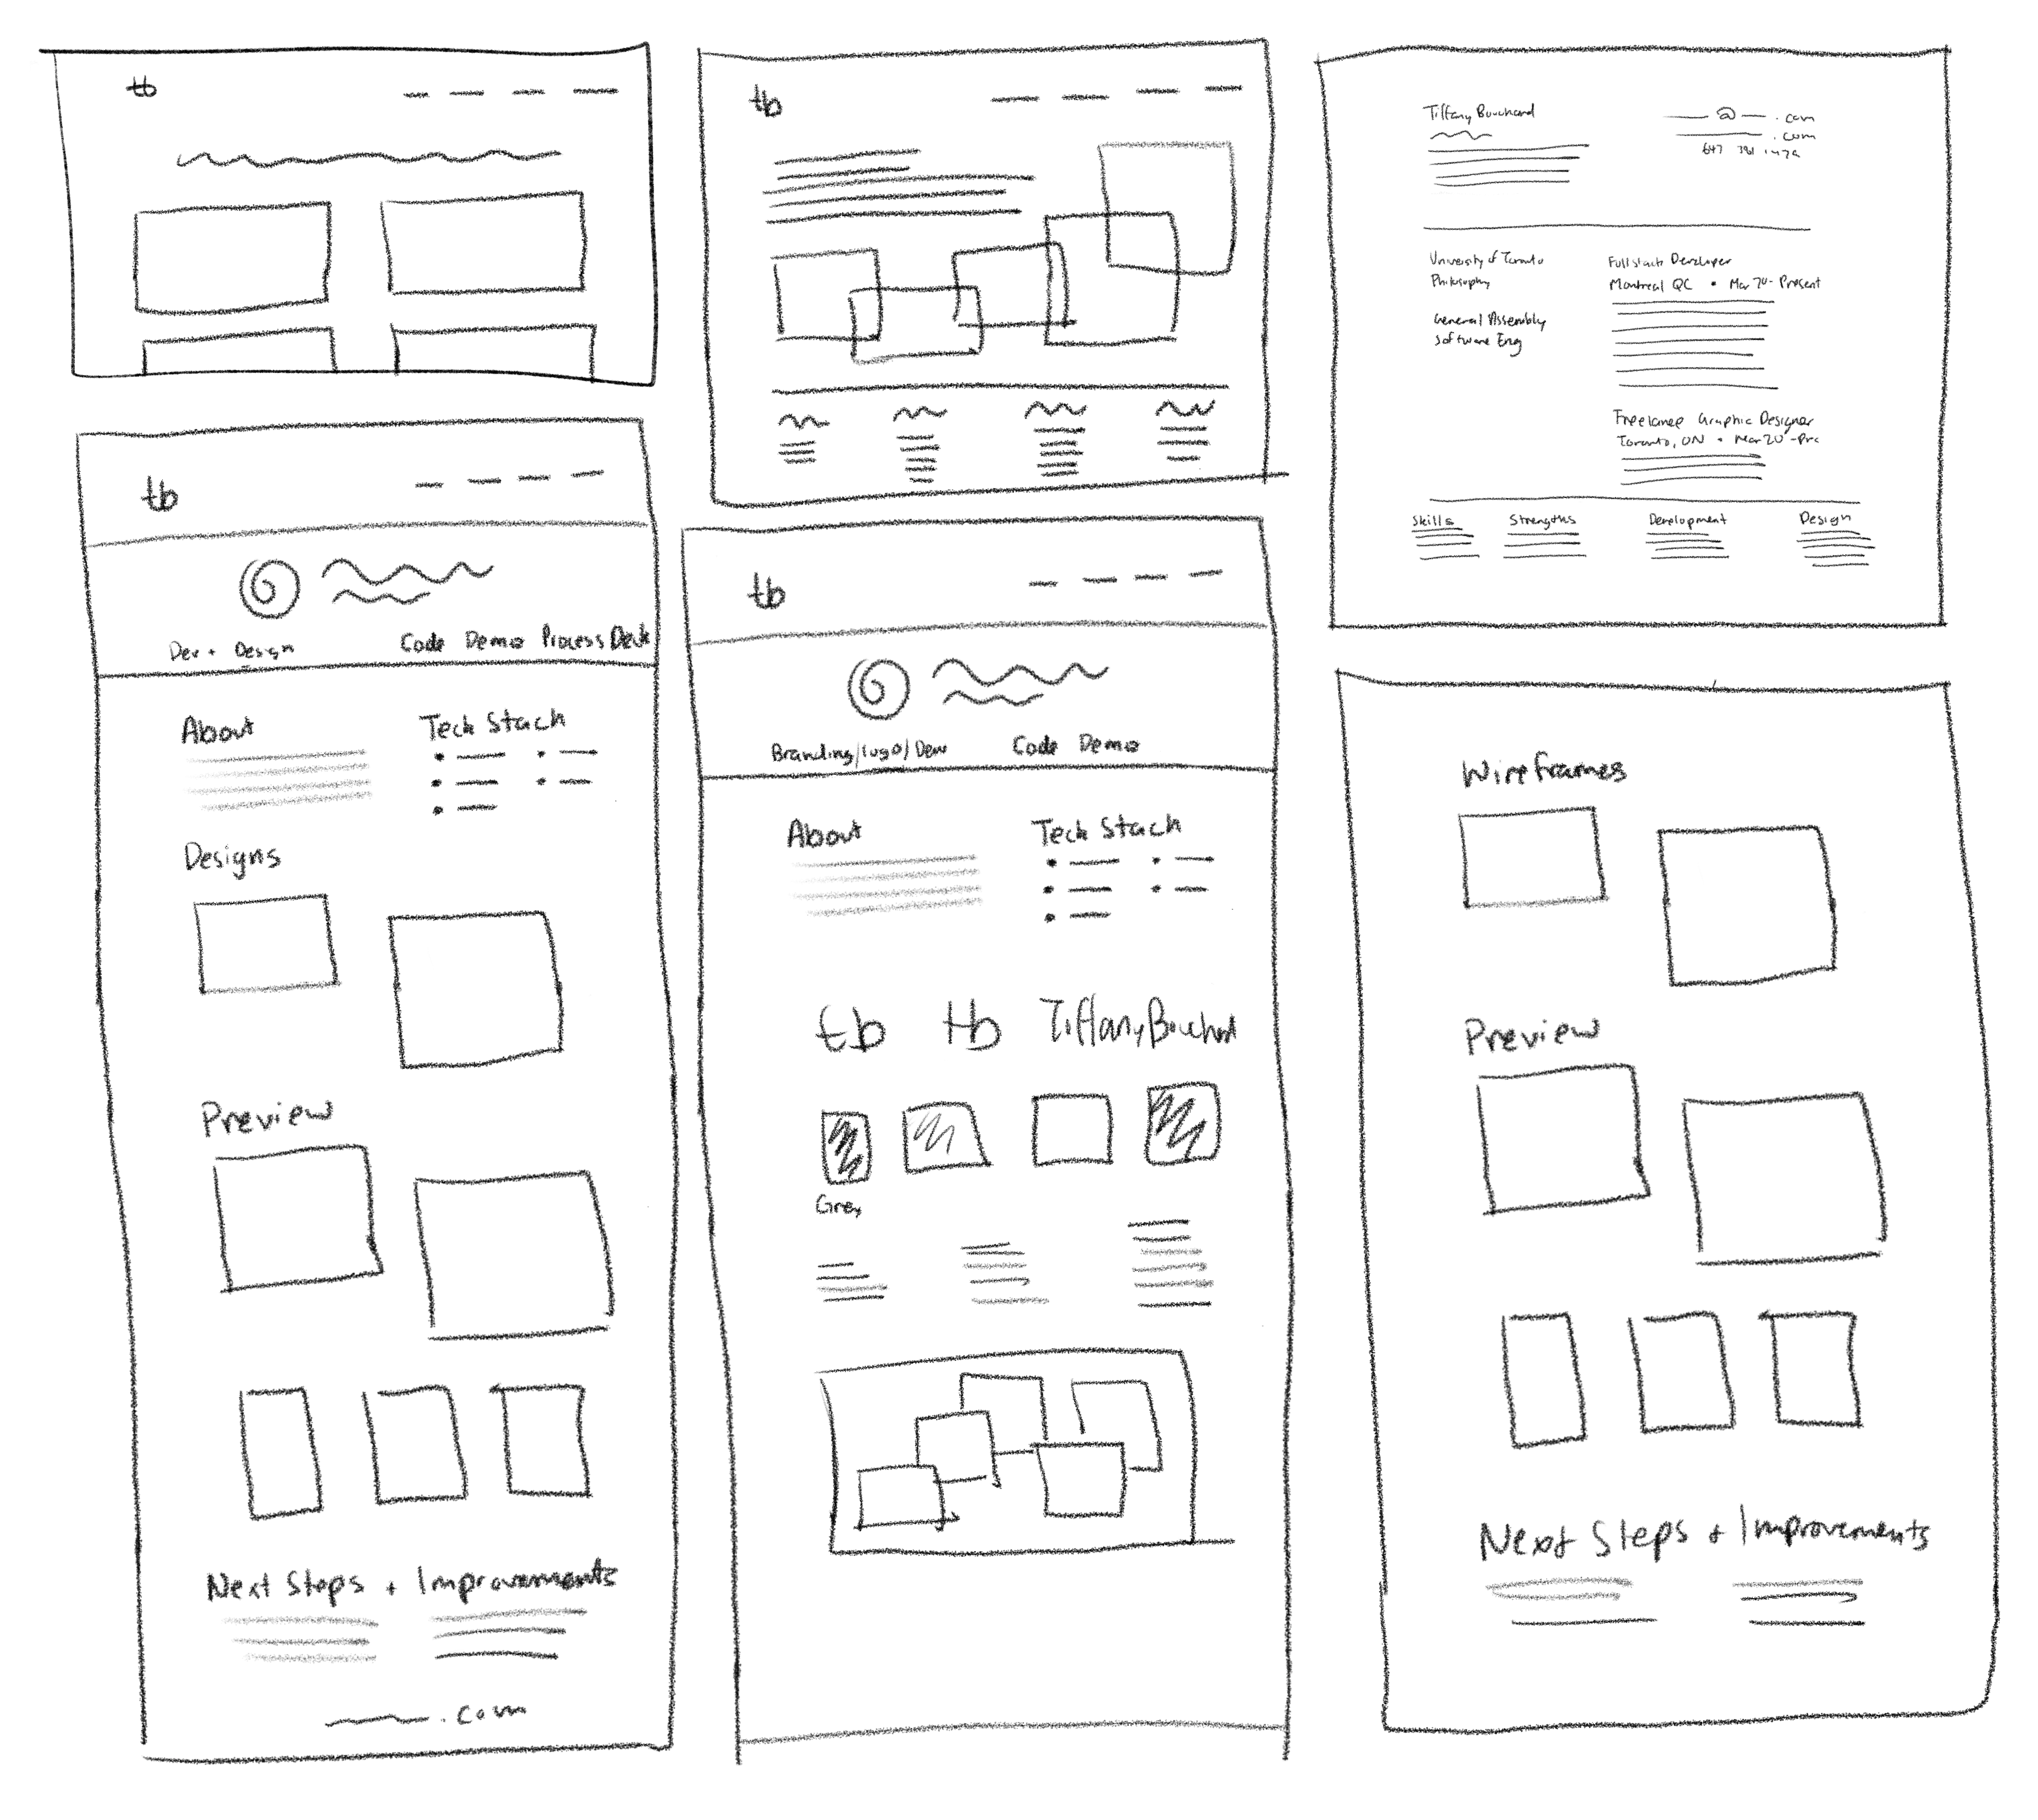 tb
tb
Dev + Design
Code Demo Process Deck
About
Tech Stack
Designs
Preview
Next Steps + Improvements
.com
tb
tb
Branding/logo/Dev
Code Demo
About
Tech Stack
tb tb Tiffany Bouchard
Grey
Tiffany Bouchard
@ .com
.com
647
University of Toronto
Philosophy
General Assembly
Software Eng
Full stack Developer
Montreal QC • Mar 20 - Present
Freelance Graphic Designer
Toronto, ON • Mar 20 - Pre
Skills
Strengths
Development
Design
Wireframes
Preview
Next Steps + Improvements